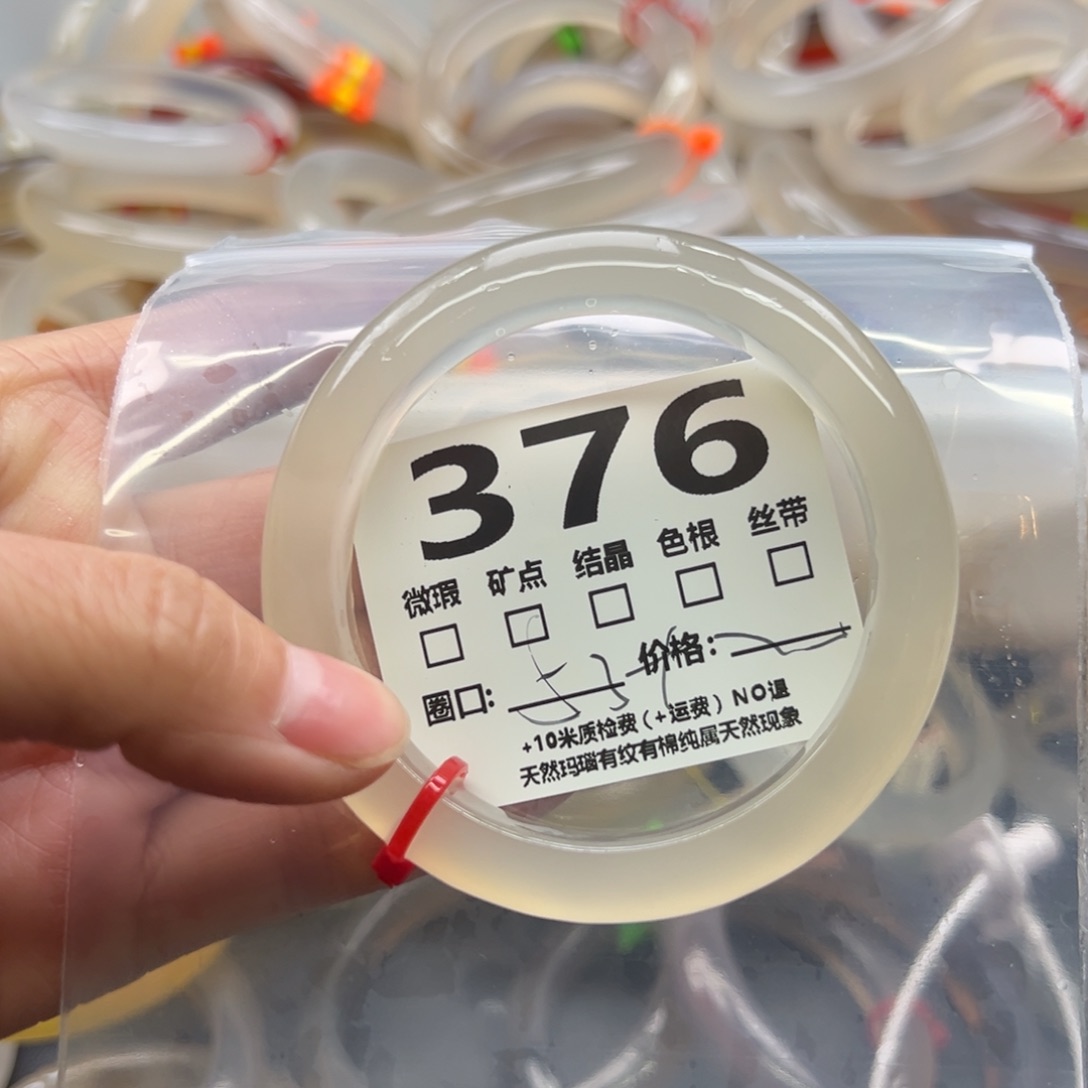 376
微瑕 矿点 结晶 色根 丝带
圈口: 价格:
+10米质检费(+运费) NO退
天然玛瑙有纹有棉纯属天然现象